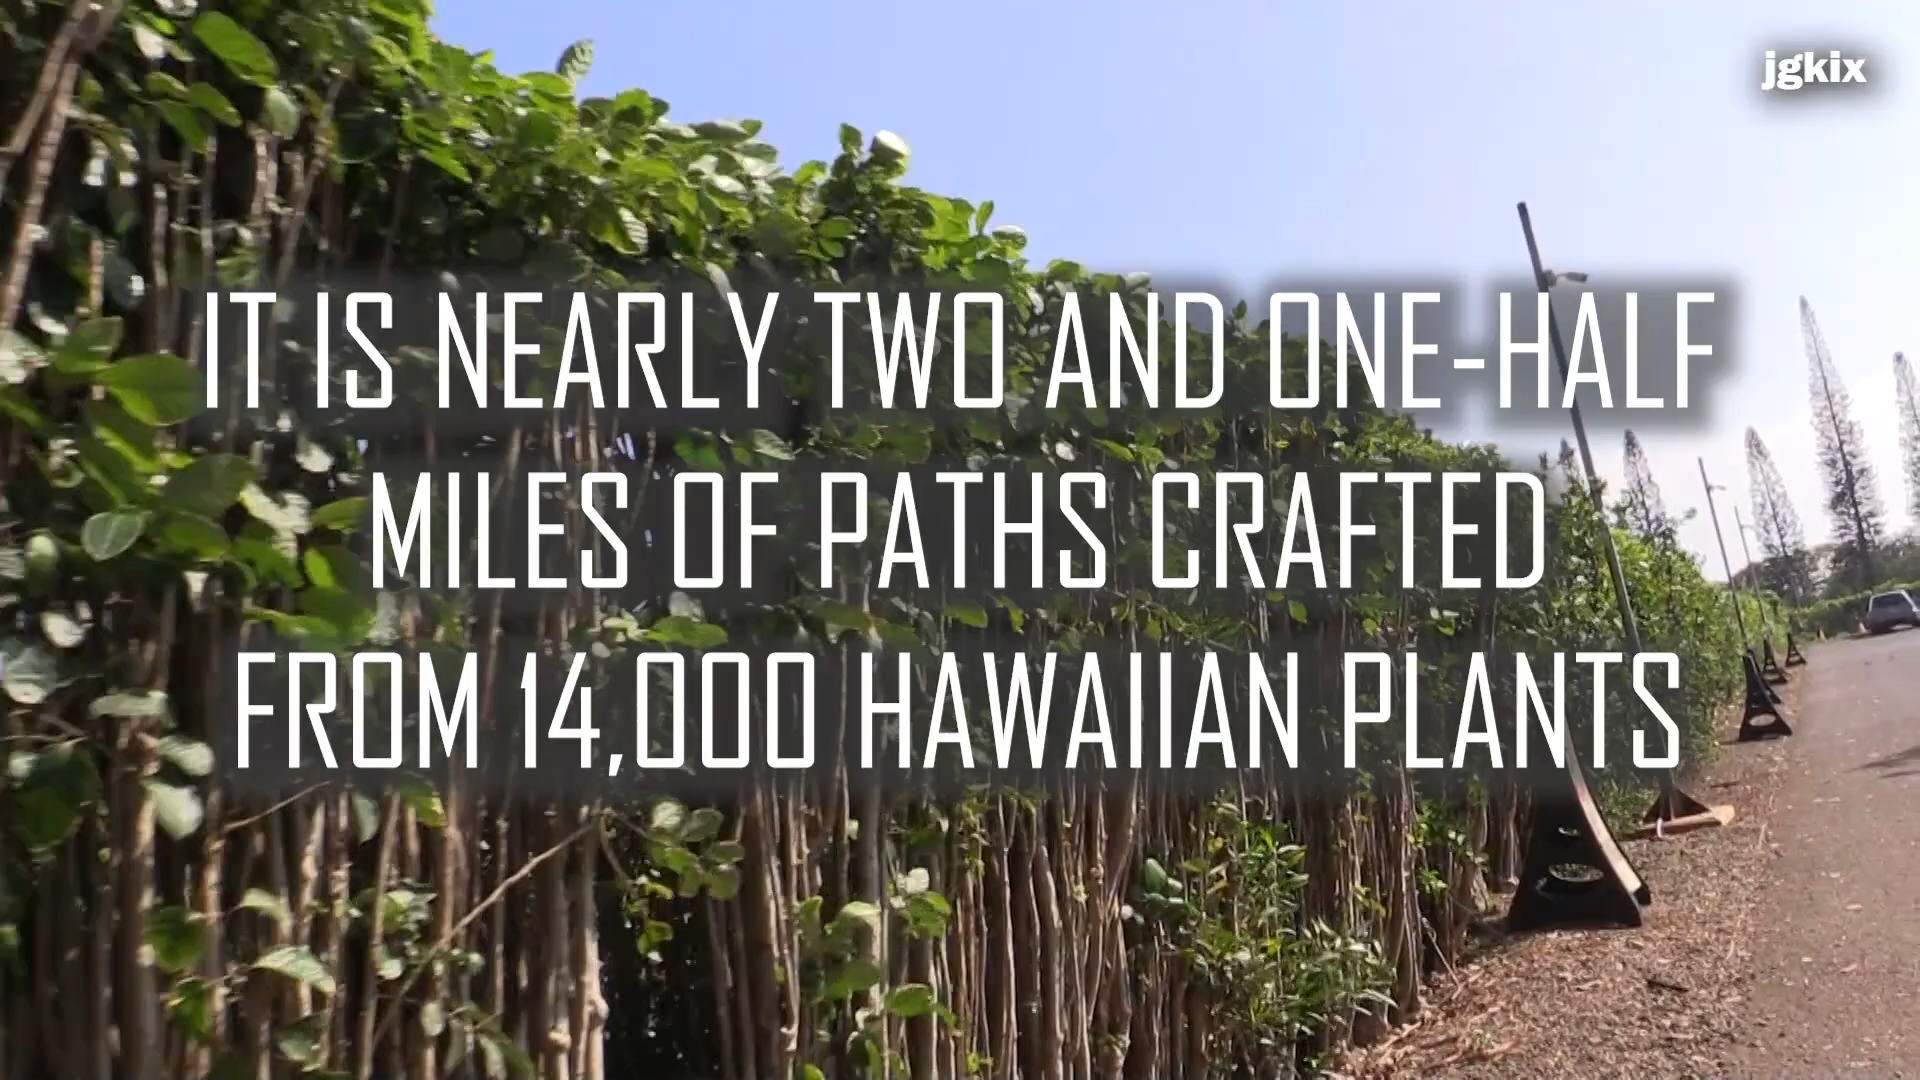 jgkix
IT IS NEARLY TWO AND ONE-HALF
MILES OF PATHS CRAFTED
FROM 14,000 HAWAIIAN PLANTS